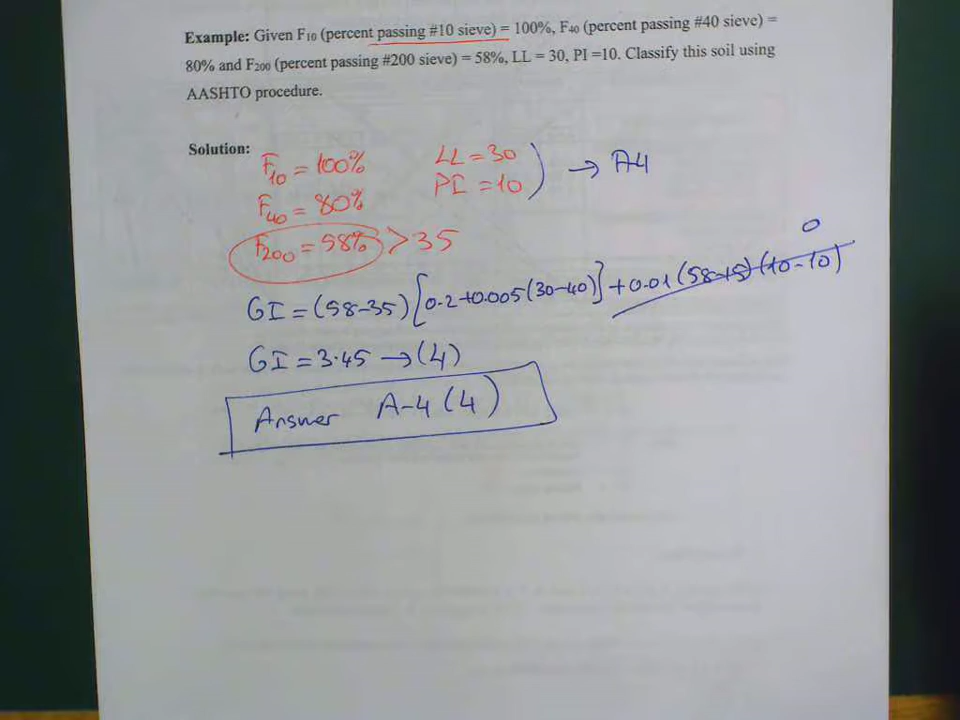 Example: Given F10 (percent passing #10 sieve) = 100%, F40 (percent passing #40 sieve) =
80% and F200 (percent passing #200 sieve) = 58%, LL = 30, PI =10. Classify this soil using
AASHTO procedure.
Solution:
F10 = 100% LL = 30
PI = 10 → A4
F40 = 80%
F200 = 58% > 35
0
GI = (58-35) [0.2+0.005(30-40)] + 0.01 (58-15) (10-10)
GI = 3.45 → (4)
Answer A-4 (4)